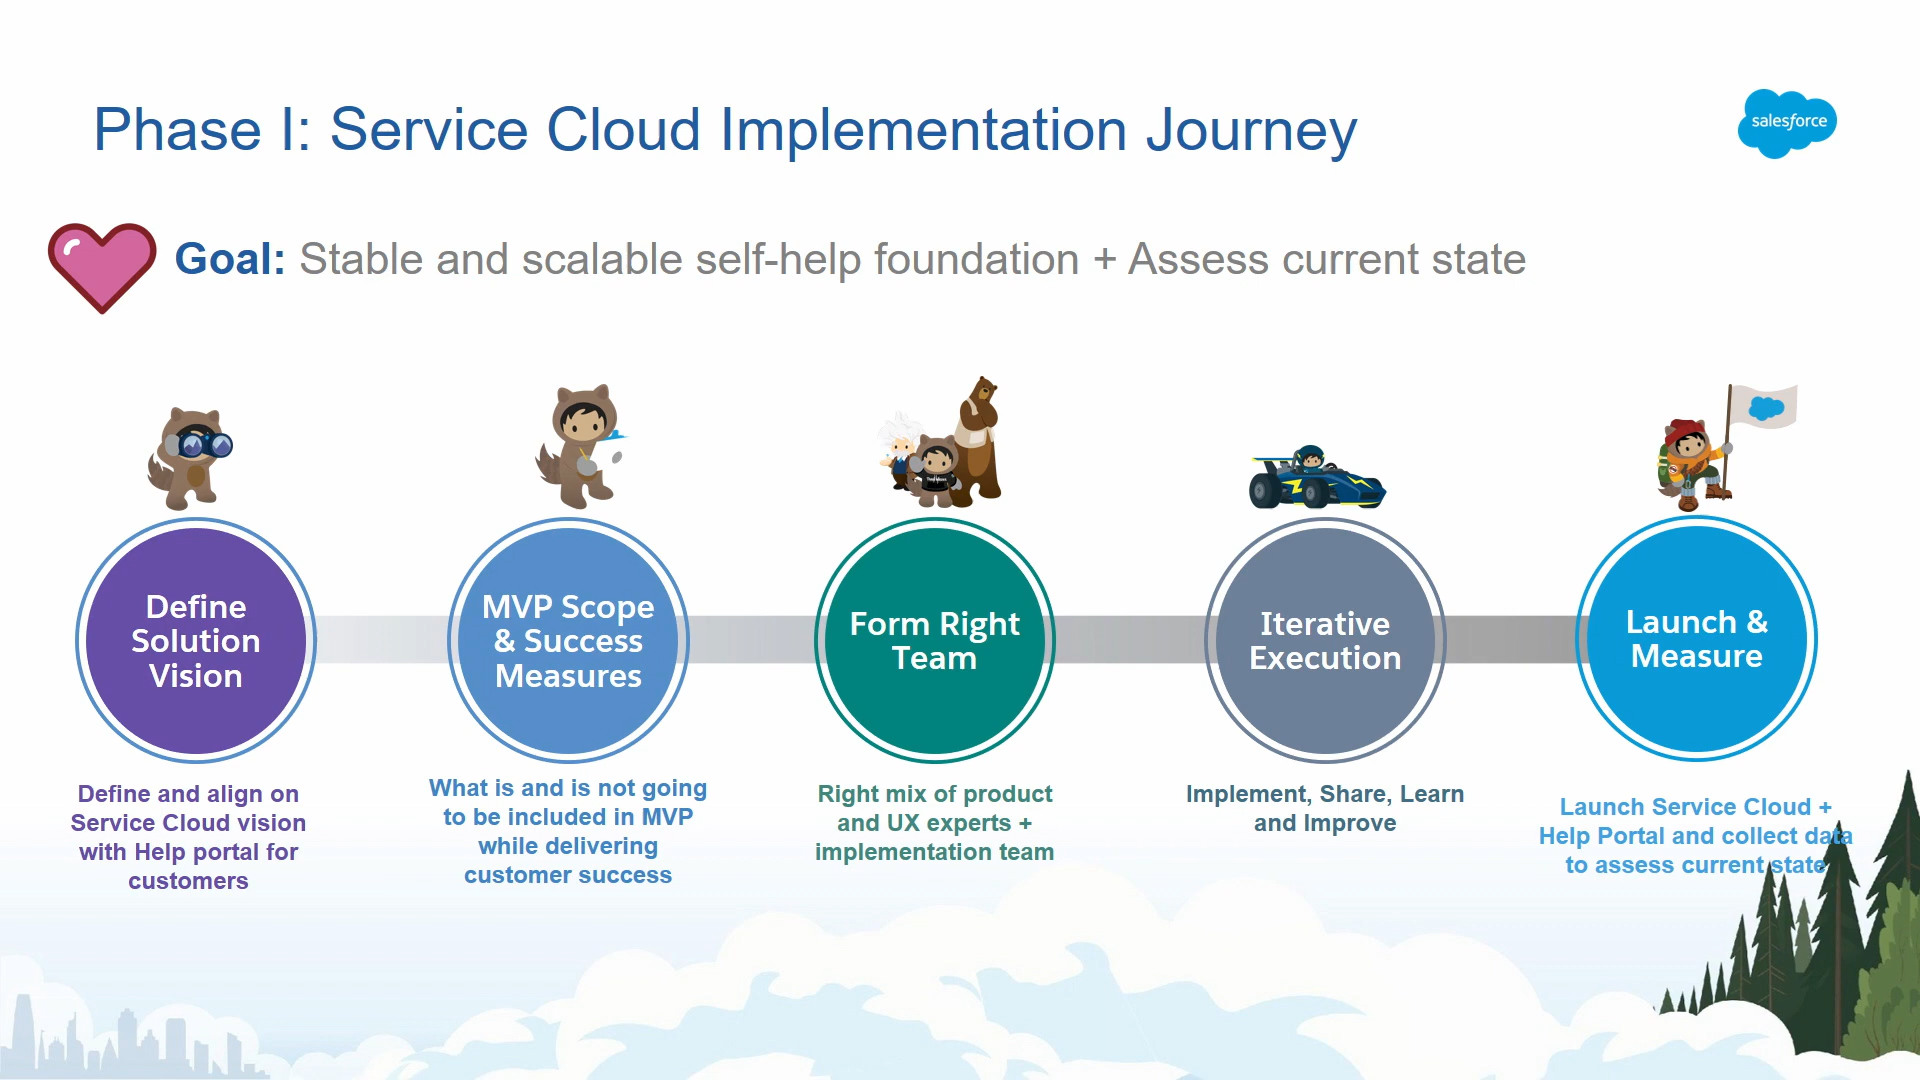 Phase I: Service Cloud Implementation Journey
salesforce
Goal: Stable and scalable self-help foundation + Assess current state
Define
Solution
Vision
MVP Scope
& Success
Measures
Form Right
Team
Iterative
Execution
Launch &
Measure
Define and align on
Service Cloud vision
with Help portal for
customers
What is and is not going
to be included in MVP
while delivering
customer success
Right mix of product
and UX experts +
implementation team
Implement, Share, Learn
and Improve
Launch Service Cloud +
Help Portal and collect data
to assess current state